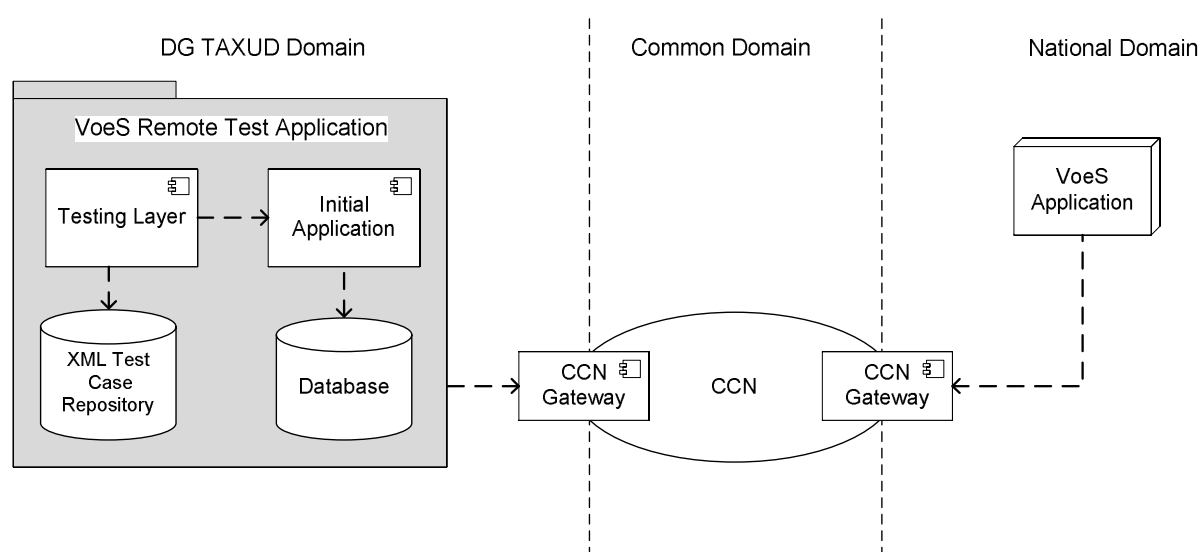 DG TAXUD Domain
Common Domain
National Domain
VoeS Remote Test Application
Testing Layer
Initial
Application
VoeS
Application
XML Test
Case
Repository
Database
CCN
Gateway
CCN
CCN
Gateway